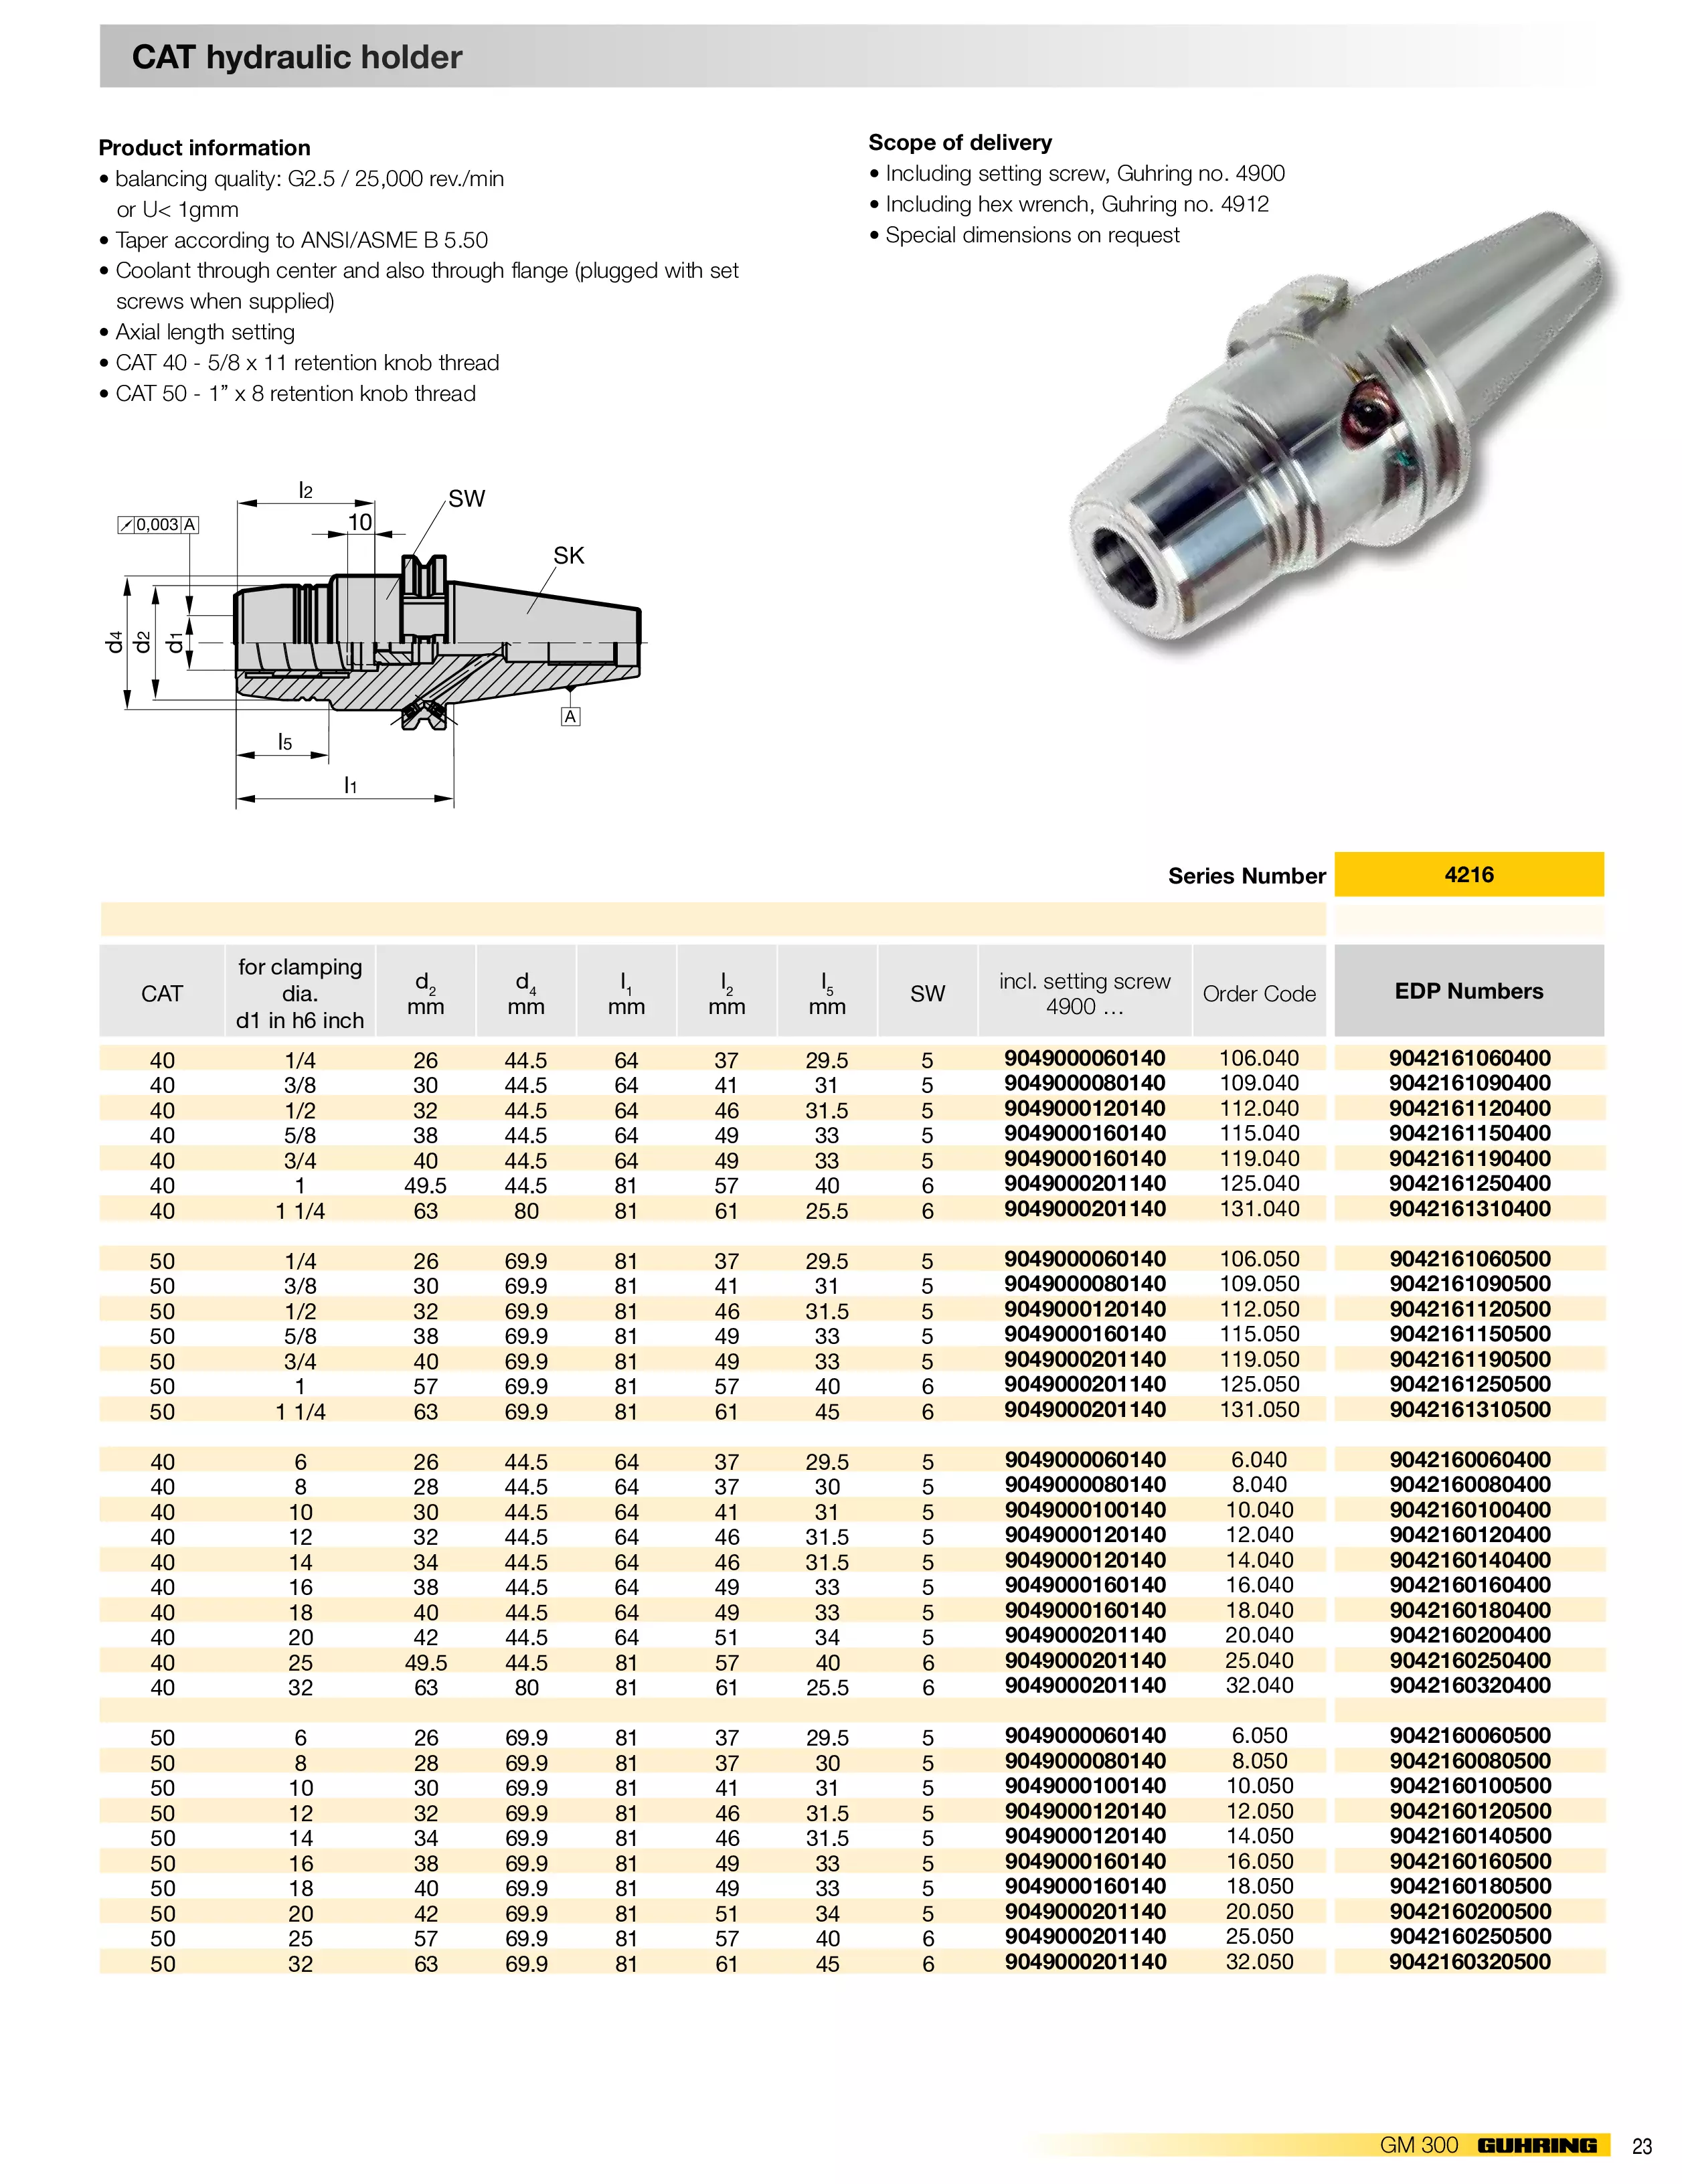 CAT hydraulic holder
Product information
• balancing quality: G2.5 / 25,000 rev./min
or U< 1gmm
• Taper according to ANSI/ASME B 5.50
• Coolant through center and also through flange (plugged with set
screws when supplied)
• Axial length setting
• CAT 40 - 5/8 x 11 retention knob thread
• CAT 50 - 1” x 8 retention knob thread
Scope of delivery
• Including setting screw, Guhring no. 4900
• Including hex wrench, Guhring no. 4912
• Special dimensions on request
l2
SW
0,003 A
10
SK
d4
d2
d1
A
l5
l1
Series Number 4216
CAT
for clamping
dia.
d1 in h6 inch
d2
mm
d4
mm
l1
mm
l2
mm
l5
mm
SW
incl. setting screw
4900 …
Order Code
EDP Numbers
40 1/4 26 44.5 64 37 29.5 5 9049000060140 106.040 9042161060400
40 3/8 30 44.5 64 41 31 5 9049000080140 109.040 9042161090400
40 1/2 32 44.5 64 46 31.5 5 9049000120140 112.040 9042161120400
40 5/8 38 44.5 64 49 33 5 9049000160140 115.040 9042161150400
40 3/4 40 44.5 64 49 33 5 9049000160140 119.040 9042161190400
40 1 49.5 44.5 81 57 40 6 9049000201140 125.040 9042161250400
40 1 1/4 63 80 81 61 25.5 6 9049000201140 131.040 9042161310400
50 1/4 26 69.9 81 37 29.5 5 9049000060140 106.050 9042161060500
50 3/8 30 69.9 81 41 31 5 9049000080140 109.050 9042161090500
50 1/2 32 69.9 81 46 31.5 5 9049000120140 112.050 9042161120500
50 5/8 38 69.9 81 49 33 5 9049000160140 115.050 9042161150500
50 3/4 40 69.9 81 49 33 5 9049000201140 119.050 9042161190500
50 1 57 69.9 81 57 40 6 9049000201140 125.050 9042161250500
50 1 1/4 63 69.9 81 61 45 6 9049000201140 131.050 9042161310500
40 6 26 44.5 64 37 29.5 5 9049000060140 6.040 9042160060400
40 8 28 44.5 64 37 30 5 9049000080140 8.040 9042160080400
40 10 30 44.5 64 41 31 5 9049000100140 10.040 9042160100400
40 12 32 44.5 64 46 31.5 5 9049000120140 12.040 9042160120400
40 14 34 44.5 64 46 31.5 5 9049000120140 14.040 9042160140400
40 16 38 44.5 64 49 33 5 9049000160140 16.040 9042160160400
40 18 40 44.5 64 49 33 5 9049000160140 18.040 9042160180400
40 20 42 44.5 64 51 34 5 9049000201140 20.040 9042160200400
40 25 49.5 44.5 81 57 40 6 9049000201140 25.040 9042160250400
40 32 63 80 81 61 25.5 6 9049000201140 32.040 9042160320400
50 6 26 69.9 81 37 29.5 5 9049000060140 6.050 9042160060500
50 8 28 69.9 81 37 30 5 9049000080140 8.050 9042160080500
50 10 30 69.9 81 41 31 5 9049000100140 10.050 9042160100500
50 12 32 69.9 81 46 31.5 5 9049000120140 12.050 9042160120500
50 14 34 69.9 81 46 31.5 5 9049000120140 14.050 9042160140500
50 16 38 69.9 81 49 33 5 9049000160140 16.050 9042160160500
50 18 40 69.9 81 49 33 5 9049000160140 18.050 9042160180500
50 20 42 69.9 81 51 34 5 9049000201140 20.050 9042160200500
50 25 57 69.9 81 57 40 6 9049000201140 25.050 9042160250500
50 32 63 69.9 81 61 45 6 9049000201140 32.050 9042160320500
GM 300 GUHRING 23